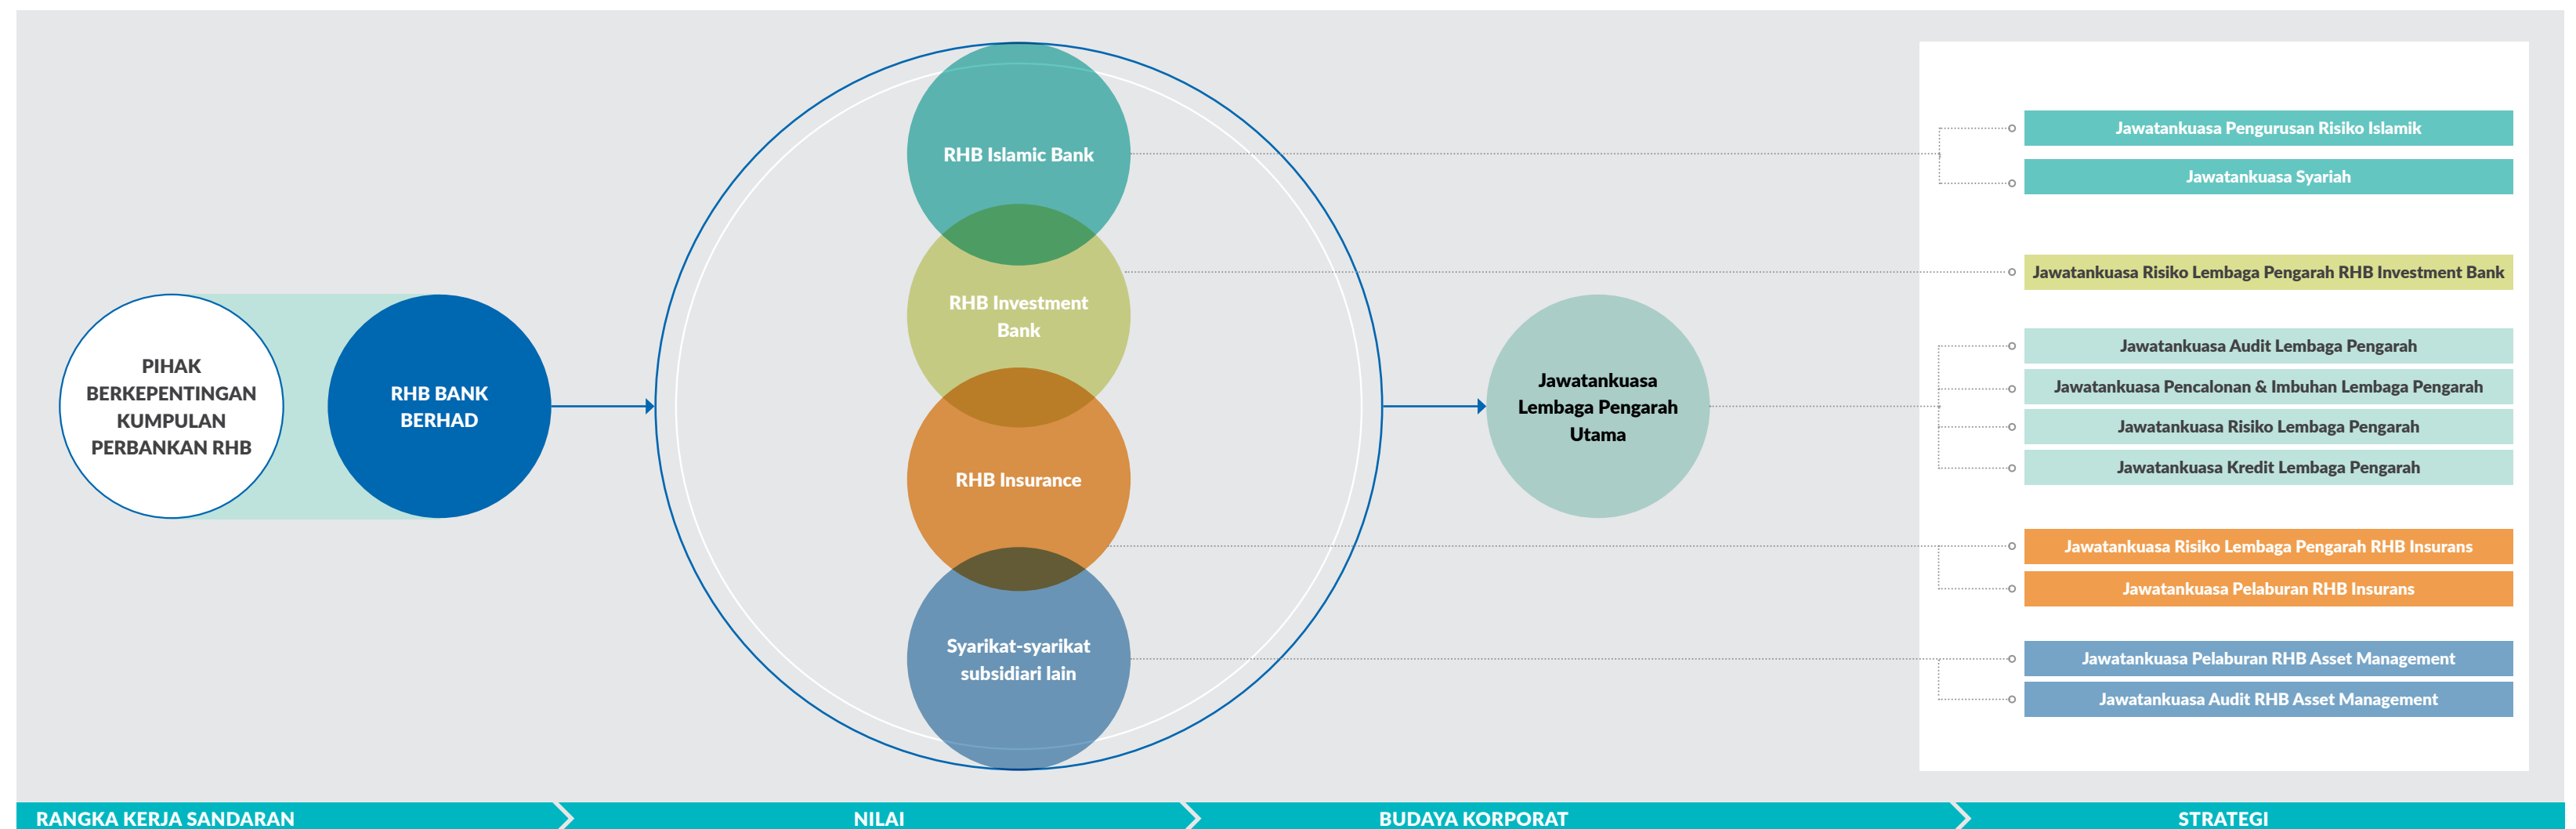 PIHAK
BERKEPENTINGAN
KUMPULAN
PERBANKAN RHB
RHB BANK
BERHAD
RHB Islamic Bank
RHB Investment
Bank
RHB Insurance
Syarikat-syarikat
subsidiari lain
Jawatankuasa
Lembaga Pengarah
Utama
Jawatankuasa Pengurusan Risiko Islamik
Jawatankuasa Syariah
Jawatankuasa Risiko Lembaga Pengarah RHB Investment Bank
Jawatankuasa Audit Lembaga Pengarah
Jawatankuasa Pencalonan & Imbuhan Lembaga Pengarah
Jawatankuasa Risiko Lembaga Pengarah
Jawatankuasa Kredit Lembaga Pengarah
Jawatankuasa Risiko Lembaga Pengarah RHB Insurans
Jawatankuasa Pelaburan RHB Insurans
Jawatankuasa Pelaburan RHB Asset Management
Jawatankuasa Audit RHB Asset Management
RANGKA KERJA SANDARAN
NILAI
BUDAYA KORPORAT
STRATEGI